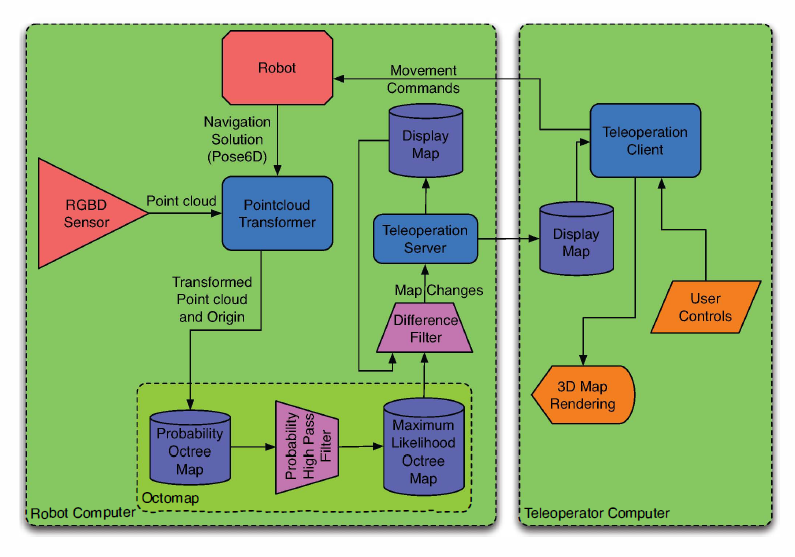 Robot
Movement
Commands
Navigation
Solution
(Pose6D)
Display
Map
Teleoperation
Client
RGBD
Sensor
Point cloud
Pointcloud
Transformer
Teleoperation
Server
Display
Map
Transformed
Point cloud
and Origin
Map Changes
Difference
Filter
User
Controls
3D Map
Rendering
Probability
Octree
Map
Probability
High Pass
Filter
Maximum
Likelihood
Octree
Map
Octomap
Robot Computer
Teleoperator Computer